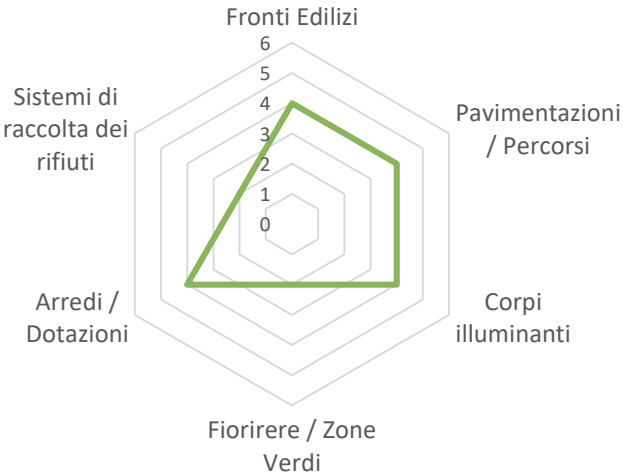 Fronti Edilizi
6
5
4
3
2
1
0
Pavimentazioni
/ Percorsi
Corpi
illuminanti
Fiorirere / Zone
Verdi
Arredi /
Dotazioni
Sistemi di
raccolta dei
rifiuti